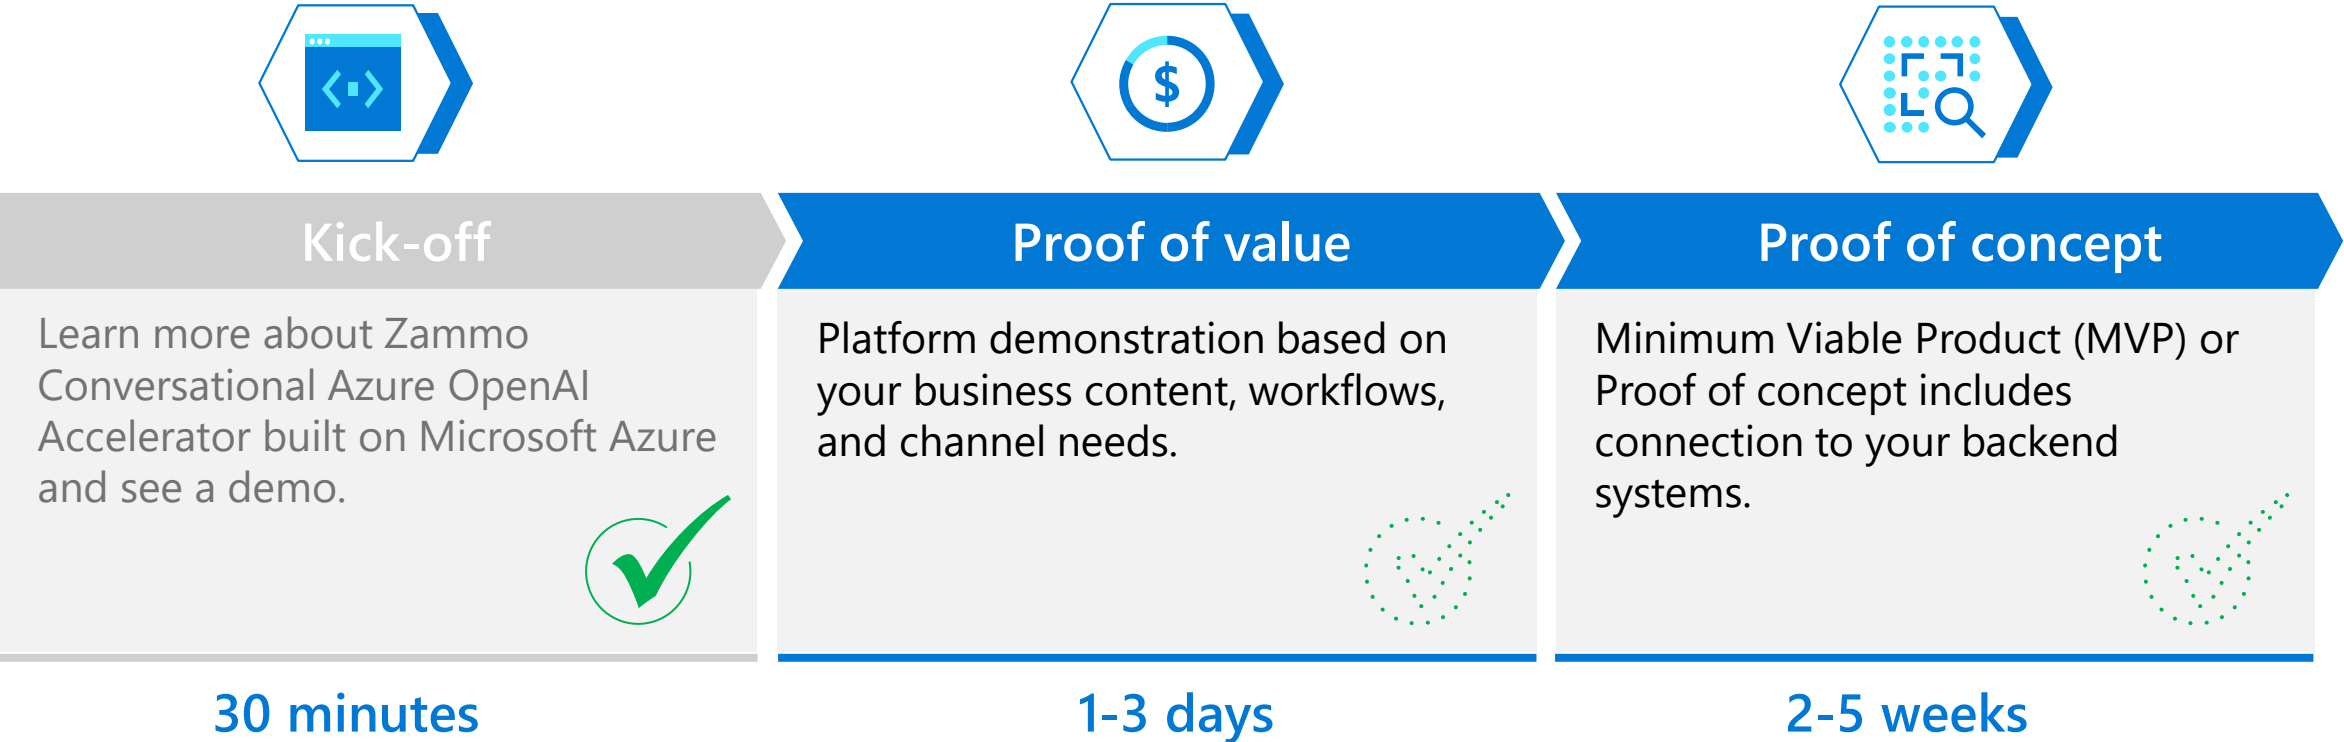 Kick-off
Learn more about Zammo
Conversational Azure OpenAI
Accelerator built on Microsoft Azure
and see a demo.
30 minutes
Proof of value
Platform demonstration based on
your business content, workflows,
and channel needs.
1-3 days
Proof of concept
Minimum Viable Product (MVP) or
Proof of concept includes
connection to your backend
systems.
2-5 weeks